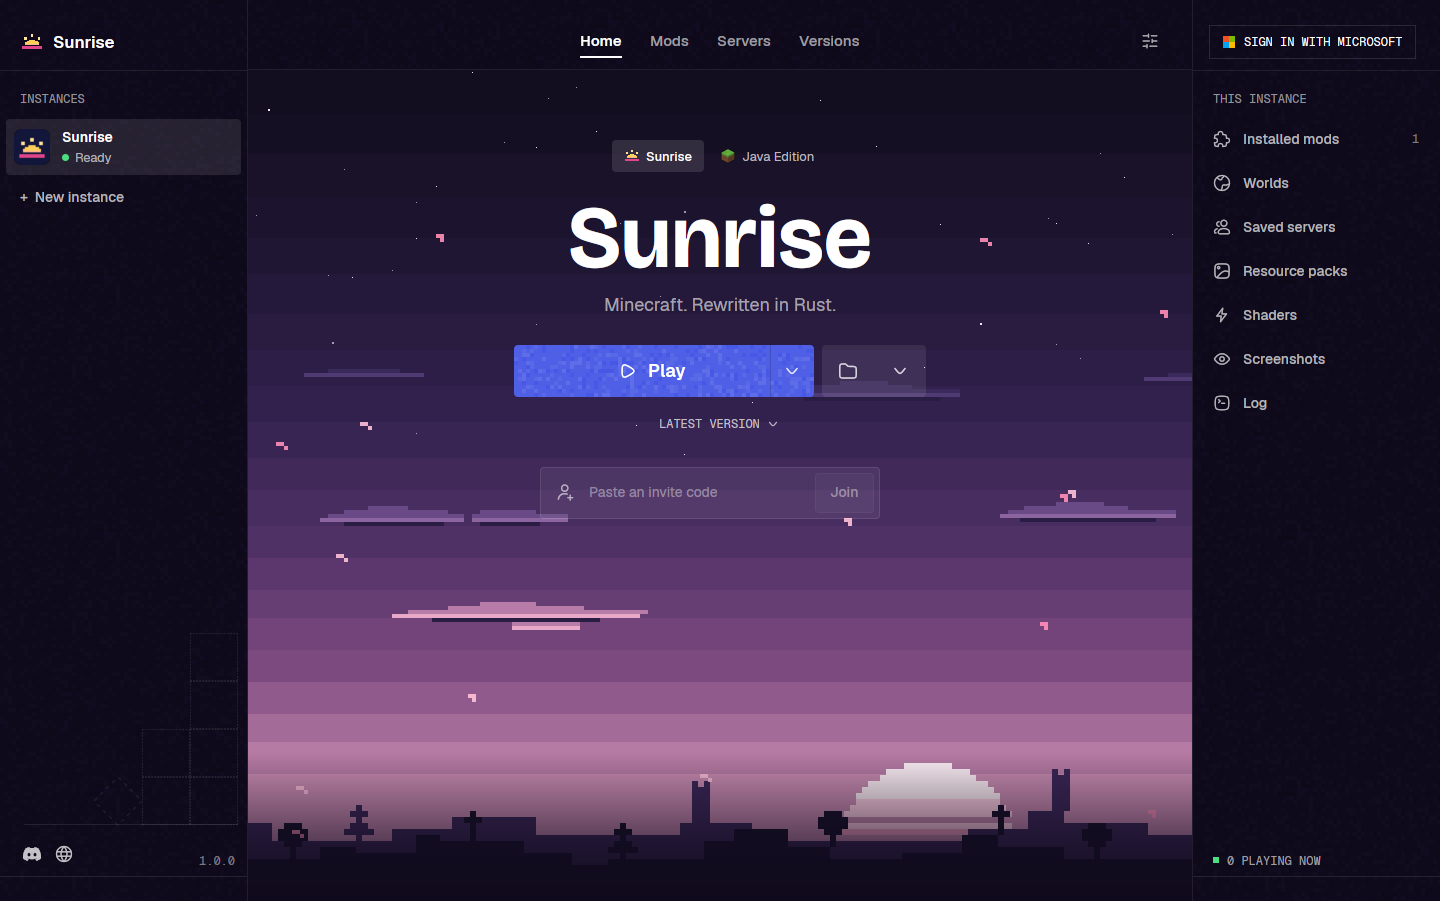 Sunrise
Home
Mods
Servers
Versions
SIGN IN WITH MICROSOFT
INSTANCES
Sunrise
Ready
+ New instance
Sunrise
Java Edition
Sunrise
Minecraft. Rewritten in Rust.
Play
LATEST VERSION
Paste an invite code
Join
THIS INSTANCE
Installed mods 1
Worlds
Saved servers
Resource packs
Shaders
Screenshots
Log
1.0.0
0 PLAYING NOW